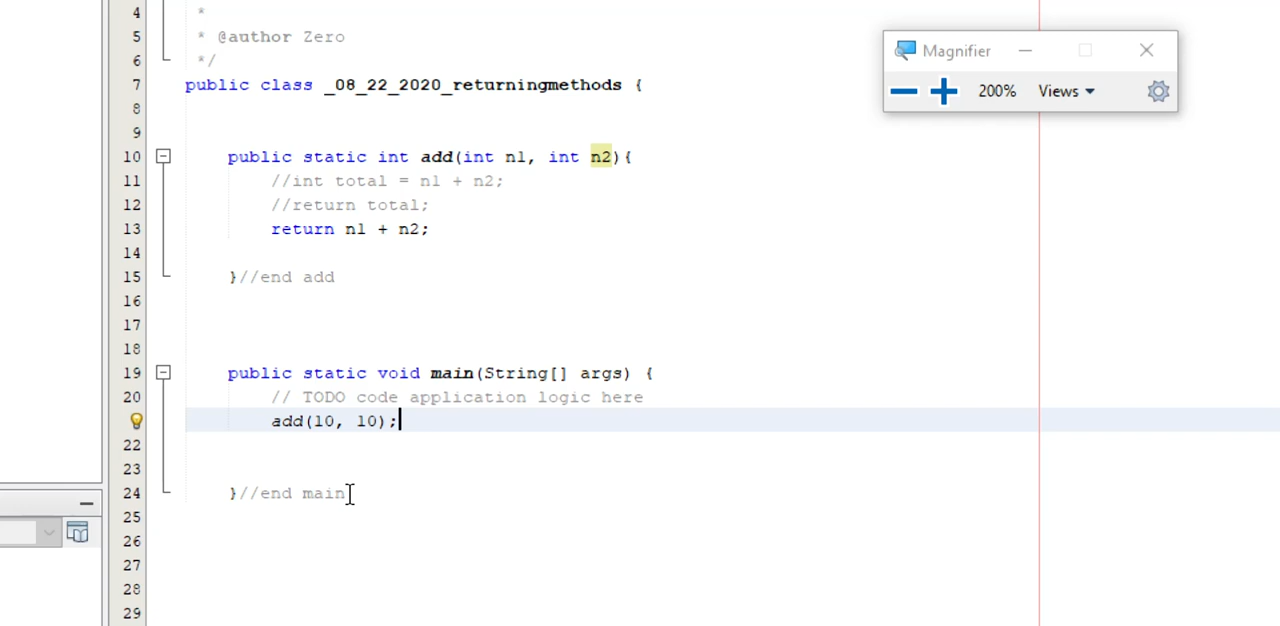 4 *
5 * @author Zero
6 */
7 public class _08_22_2020_returningmethods {
8
9
10 public static int add(int n1, int n2){
11 //int total = n1 + n2;
12 //return total;
13 return n1 + n2;
14
15 }//end add
16
17
18
19 public static void main(String[] args) {
20 // TODO code application logic here
add(10, 10);
22
23
24 }//end main
25
26
27
28
29
Magnifier
200% Views